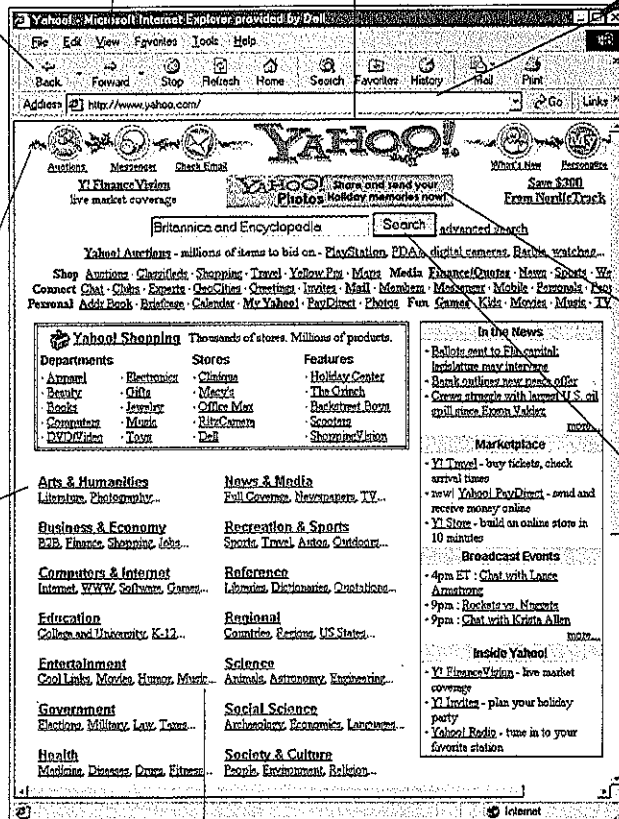 Yahoo! - Microsoft Internet Explorer provided by Dell
File Edit View Favorites Tools Help
Back Forward Stop Refresh Home Search Favorites History Mail Print
Address http://www.yahoo.com/ Go Links
YAHOO!
Auctions Messenger Check Email What's New Personalize
Y! FinanceVision
live market coverage
YAHOO! Photos Share and send your Holiday memories now!
Save $300
From NordicTrack
Britannica and Encyclopedia Search advanced search
Yahoo! Auctions - millions of items to bid on - PlayStation, PDAs, digital cameras, Barbie, watches...
Shop Auctions · Classifieds · Shopping · Travel · Yellow Pgs · Maps Media Finance/Quotes · News · Sports · We
Connect Chat · Clubs · Experts · GeoCities · Greetings · Invites · Mail · Members · Messenger · Mobile · Personals · Peop
Personal Addr Book · Briefcase · Calendar · My Yahoo! · PayDirect · Photos Fun Games · Kids · Movies · Music · TV
Yahoo! Shopping Thousands of stores. Millions of products.
Departments Stores Features
· Apparel · Electronics · Clinique · Holiday Center
· Beauty · Gifts · Macy's · The Grinch
· Books · Jewelry · Office Max · Backstreet Boys
· Computers · Music · RitzCamera · Scooters
· DVD/Video · Toys · Dell · ShoppingVision
In the News
· Ballots sent to Fla. capital;
legislature may intervene
· Barak outlines new peace offer
· Crews struggle with largest U.S. oil
spill since Exxon Valdez
more...
Marketplace
· Y! Travel - buy tickets, check
arrival times
· new! Yahoo! PayDirect - send and
receive money online
· Y! Store - build an online store in
10 minutes
Broadcast Events
· 4pm ET : Chat with Lance
Armstrong
· 9pm : Rockets vs. Nuggets
· 9pm : Chat with Krista Allen
more...
Inside Yahoo!
· Y! FinanceVision - live market
coverage
· Y! Invites - plan your holiday
party
· Yahoo! Radio - tune in to your
favorite station
Arts & Humanities News & Media
Literature, Photography... Full Coverage, Newspapers, TV...
Business & Economy Recreation & Sports
B2B, Finance, Shopping, Jobs... Sports, Travel, Autos, Outdoors...
Computers & Internet Reference
Internet, WWW, Software, Games... Libraries, Dictionaries, Quotations...
Education Regional
College and University, K-12... Countries, Regions, US States...
Entertainment Science
Cool Links, Movies, Humor, Music... Animals, Astronomy, Engineering...
Government Social Science
Elections, Military, Law, Taxes... Archaeology, Economics, Languages...
Health Society & Culture
Medicine, Diseases, Drugs, Fitness... People, Environment, Religion...
Internet